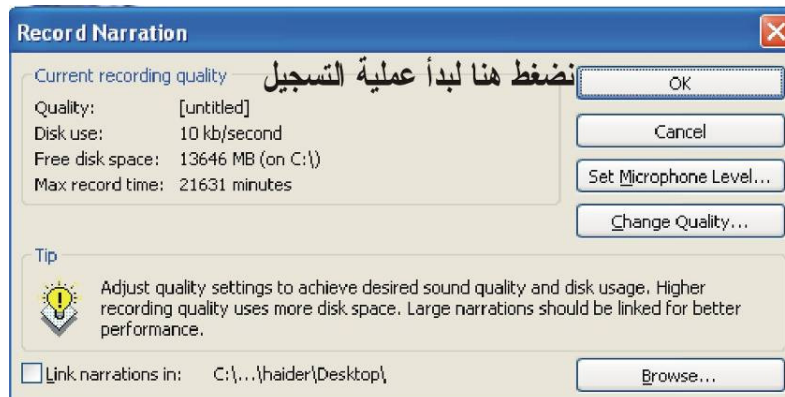 Record Narration
Current recording quality
نضغط هنا لبدأ عملية التسجيل
OK
Quality: [untitled]
Disk use: 10 kb/second
Cancel
Free disk space: 13646 MB (on C:\)
Max record time: 21631 minutes
Set Microphone Level...
Change Quality...
Tip
Adjust quality settings to achieve desired sound quality and disk usage. Higher
recording quality uses more disk space. Large narrations should be linked for better
performance.
Link narrations in: C:\...\haider\Desktop\
Browse...